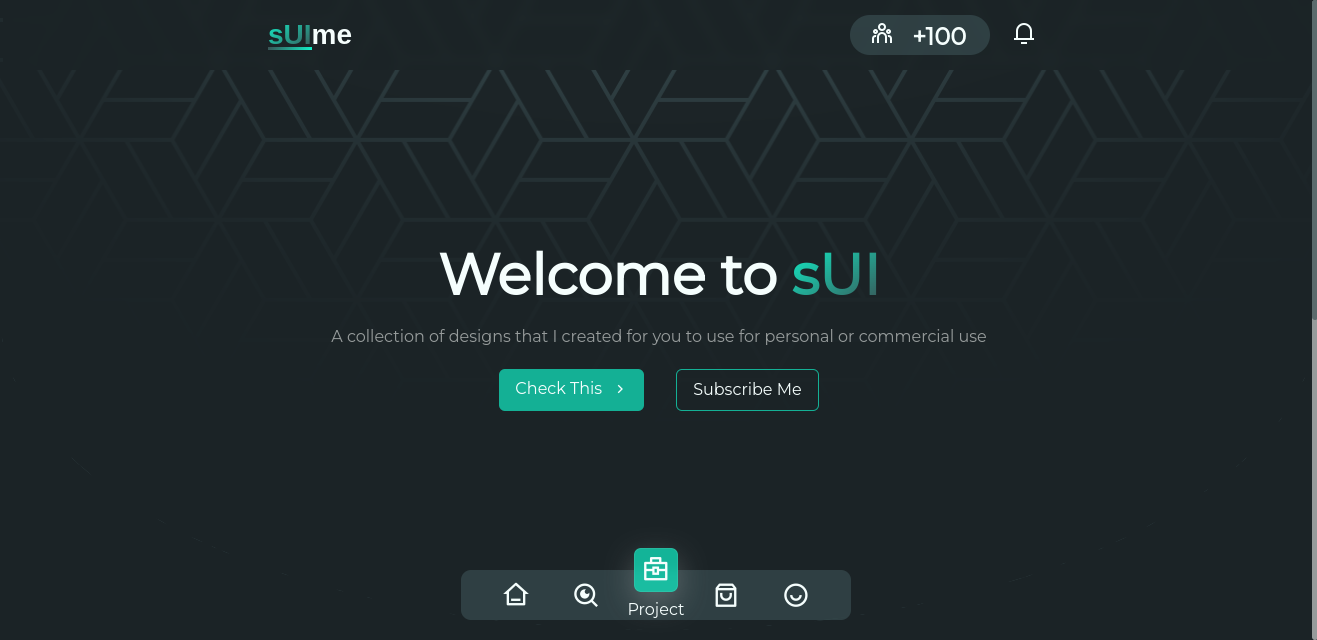 sUIme
+100
Welcome to sUI
A collection of designs that I created for you to use for personal or commercial use
Check This
Subscribe Me
Project